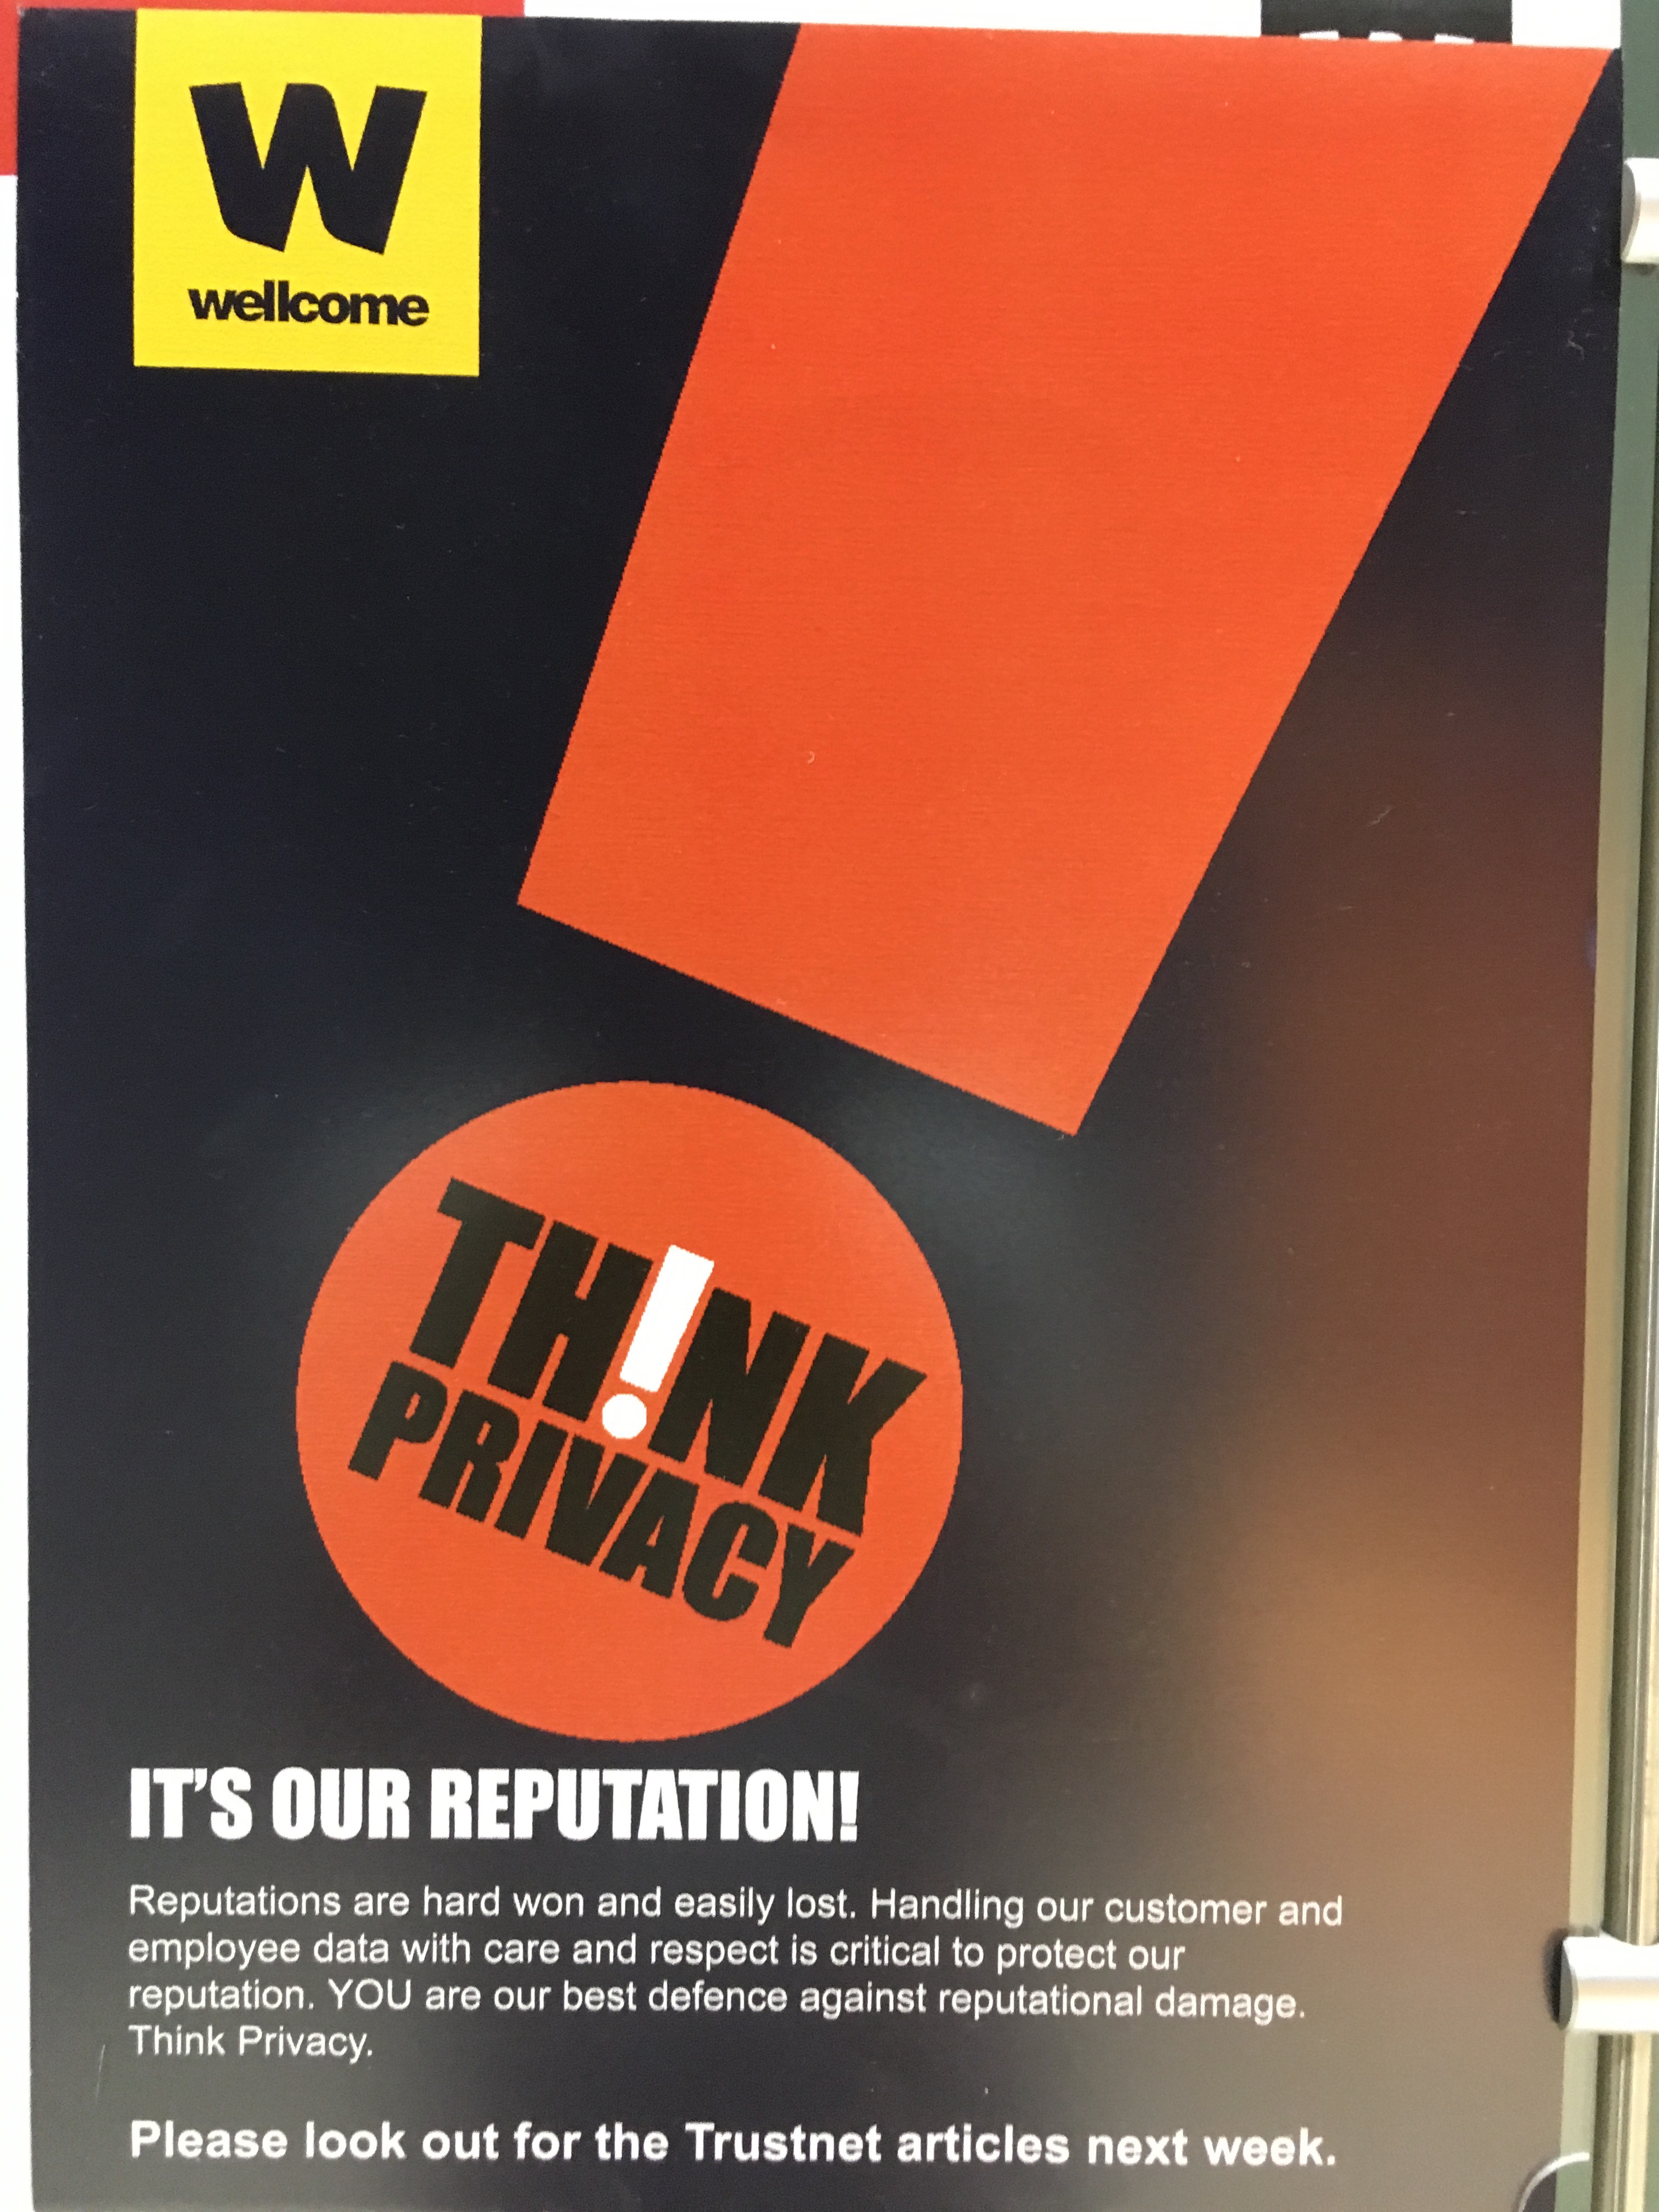 W
wellcome
TH!NK
PRIVACY
IT'S OUR REPUTATION!
Reputations are hard won and easily lost. Handling our customer and
employee data with care and respect is critical to protect our
reputation. YOU are our best defence against reputational damage.
Think Privacy.
Please look out for the Trustnet articles next week.